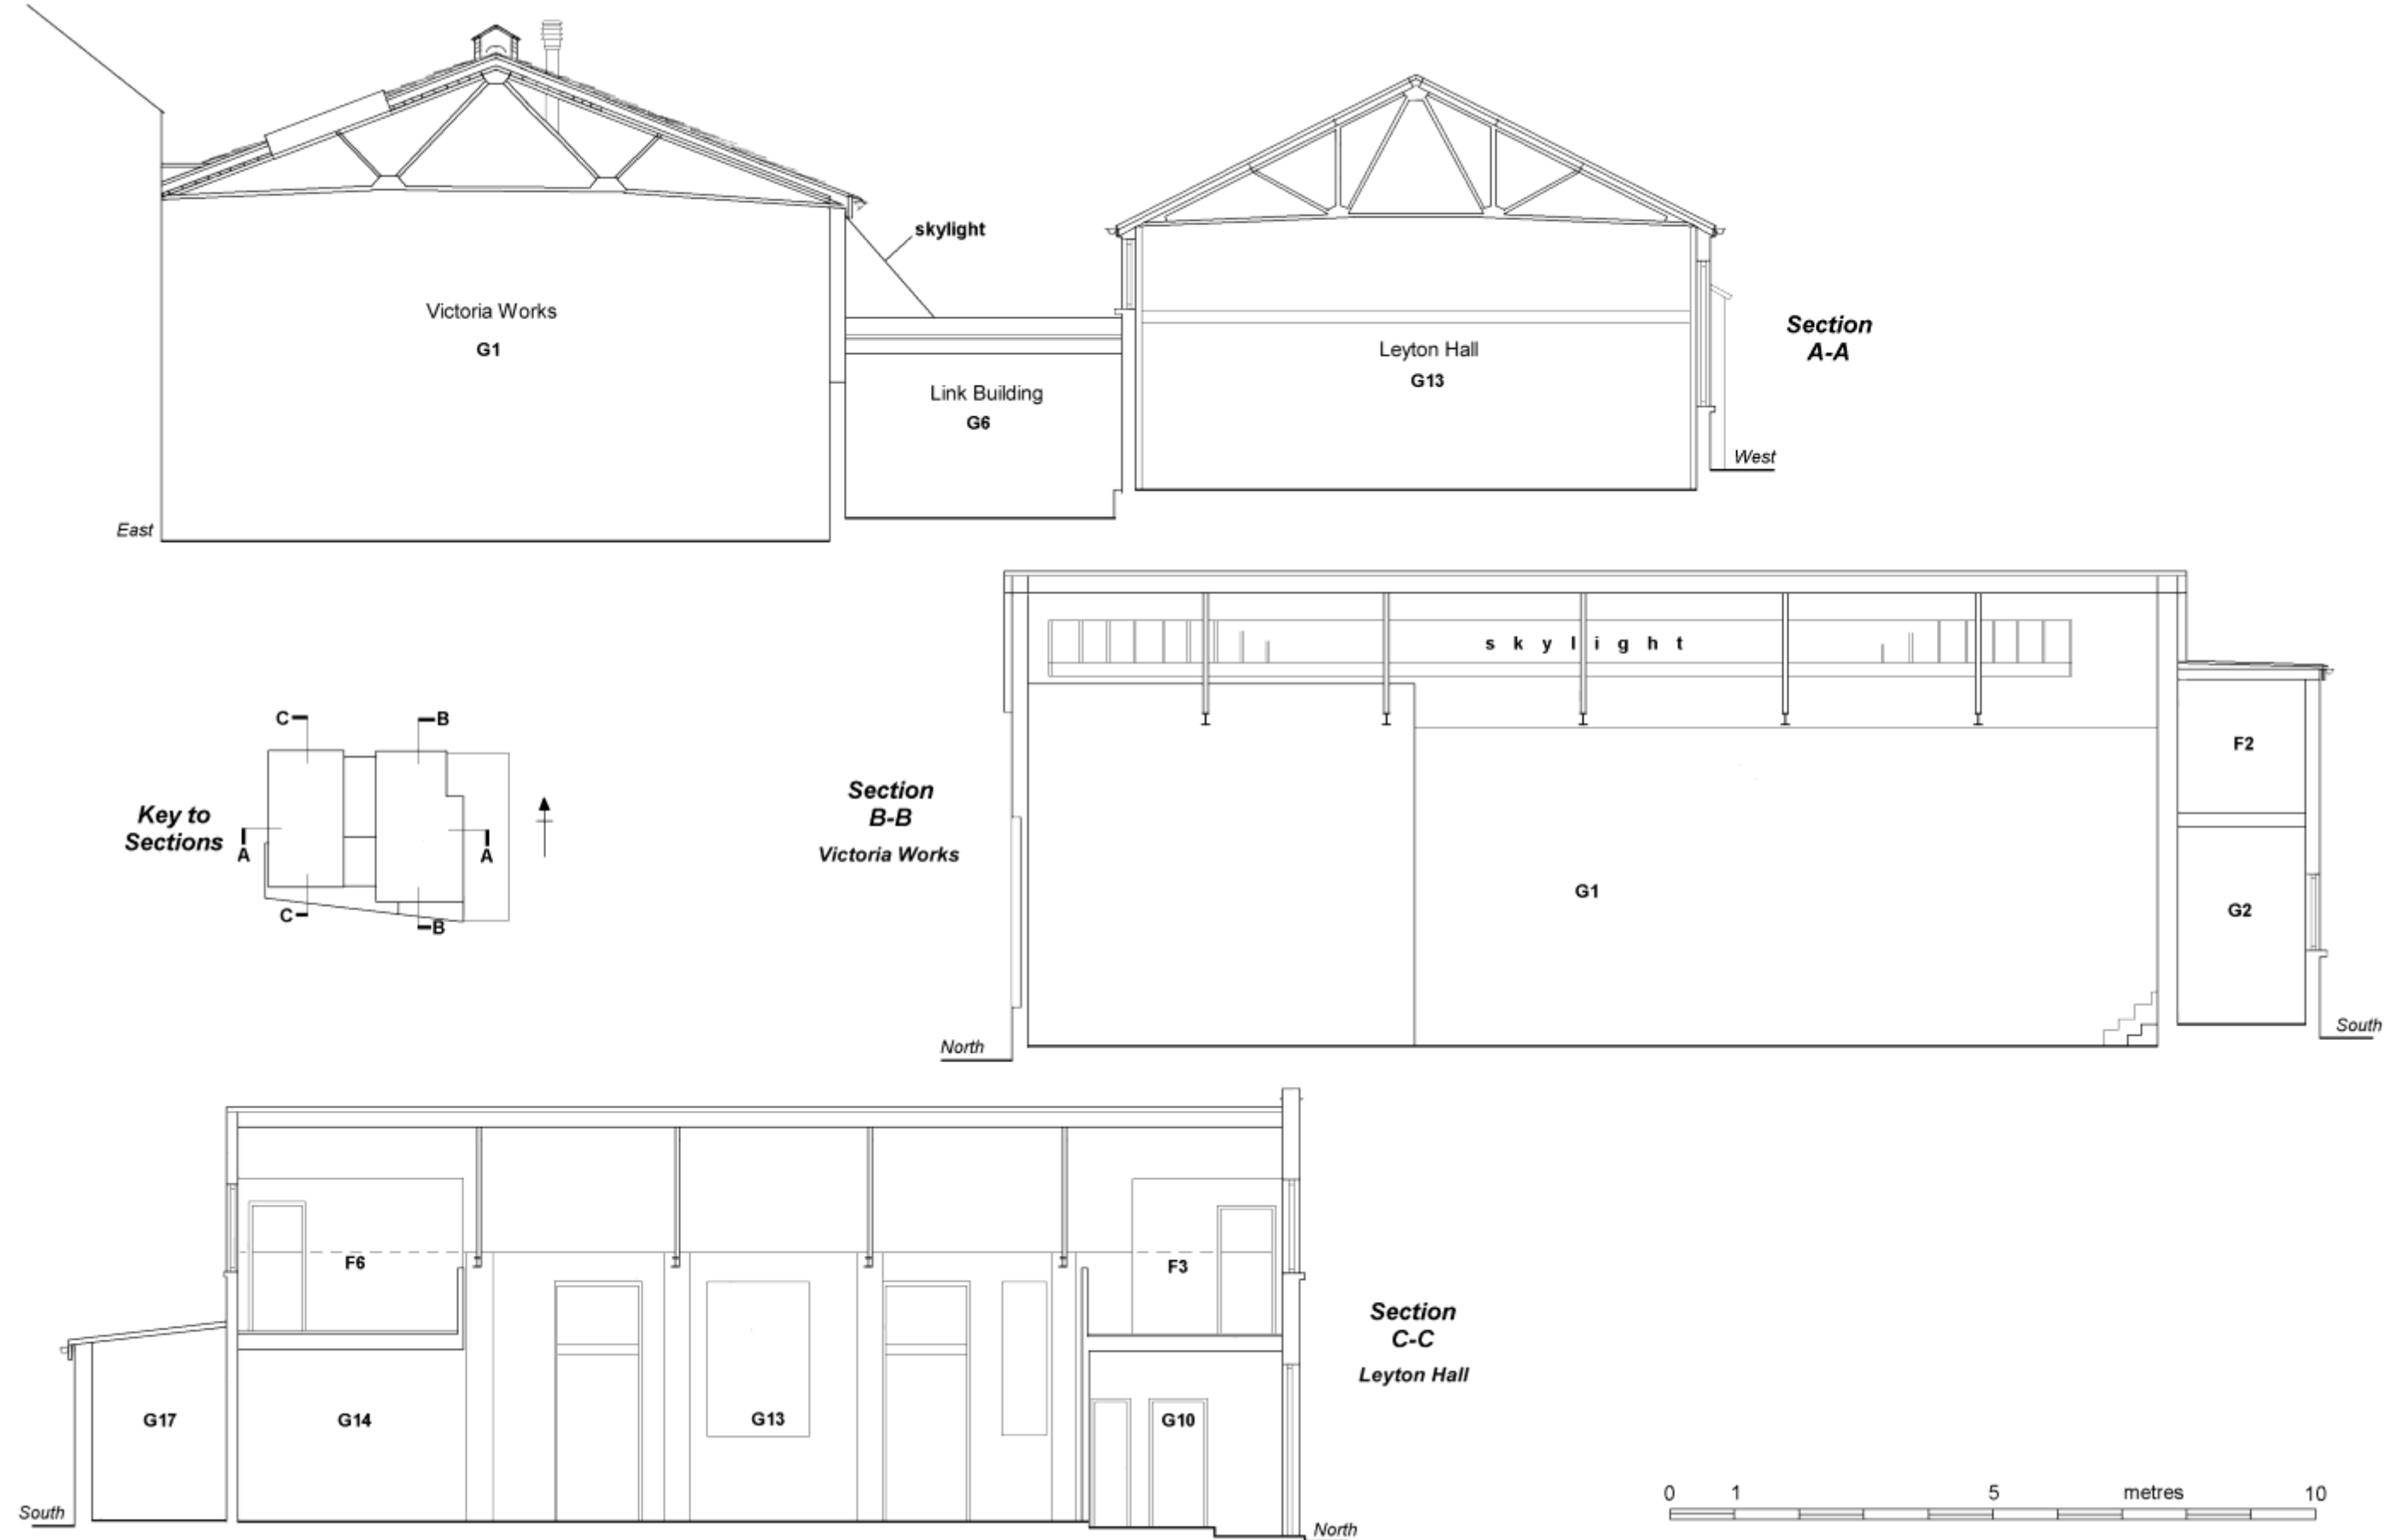 skylight
Victoria Works
G1
Link Building
G6
Leyton Hall
G13
Section
A-A
West
East
s k y l i g h t
F2
Section
B-B
Victoria Works
G1
G2
North
South
C
B
Key to
Sections
A
A
C
B
F6
F3
Section
C-C
Leyton Hall
G17
G14
G13
G10
South
North
0 1 5 metres 10